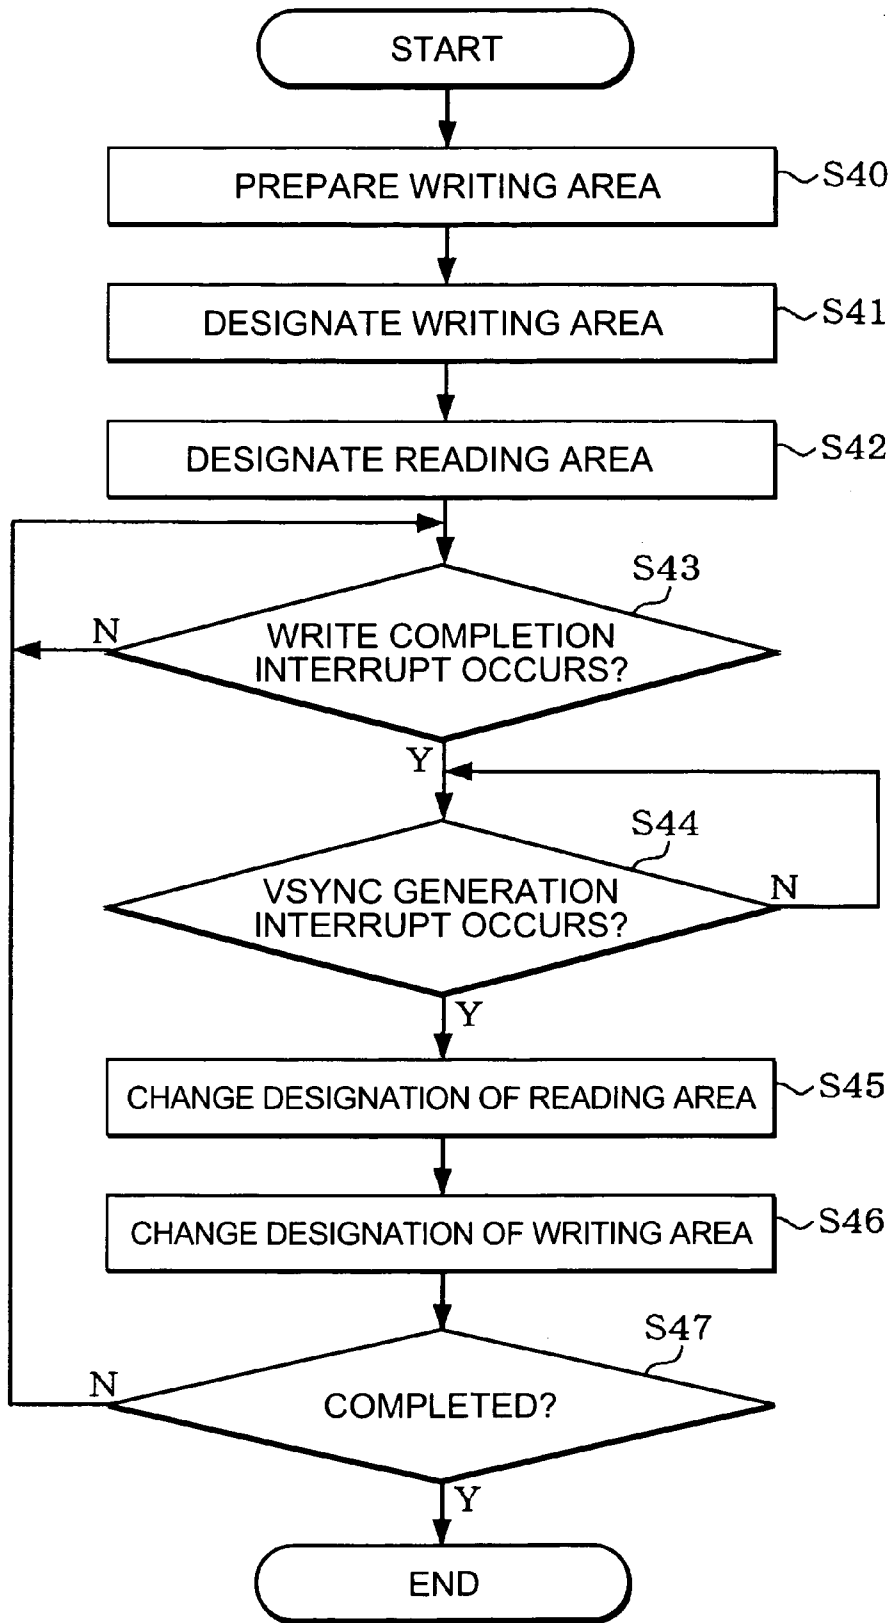 START
PREPARE WRITING AREA
S40
DESIGNATE WRITING AREA
S41
DESIGNATE READING AREA
S42
S43
N
WRITE COMPLETION
INTERRUPT OCCURS?
Y
S44
VSYNC GENERATION
INTERRUPT OCCURS?
N
Y
CHANGE DESIGNATION OF READING AREA
S45
CHANGE DESIGNATION OF WRITING AREA
S46
S47
N
COMPLETED?
Y
END